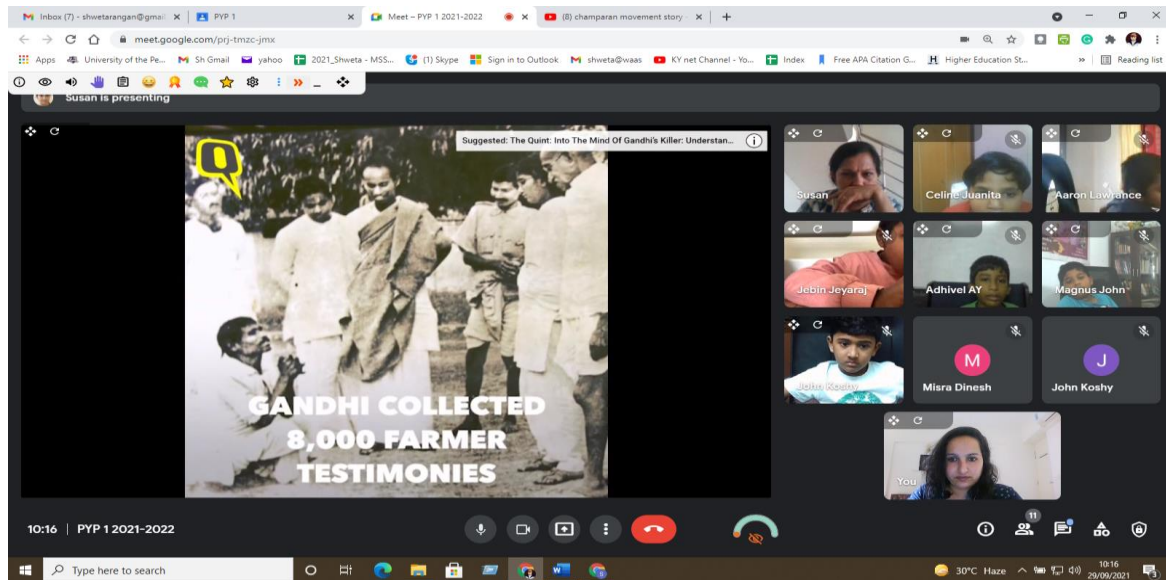 Inbox (7) - shwetarangan@gmai
PYP 1
Meet – PYP 1 2021-2022
(8) champaran movement story -
meet.google.com/prj-tmzc-jmx
Apps
University of the Pe...
Sh Gmail
yahoo
2021_Shweta - MSS...
(1) Skype
Sign in to Outlook
shweta@waas
KY net Channel - Yo...
Index
Free APA Citation G...
Higher Education St...
»
Reading list
Susan is presenting
Suggested: The Quint: Into The Mind Of Gandhi's Killer: Understan...
Q
GANDHI COLLECTED
8,000 FARMER
TESTIMONIES
Susan
Celine Juanita
Aaron Lawrance
Jebin Jeyaraj
Adhivel AY
Magnus John
John Koshy
M
Misra Dinesh
J
John Koshy
You
10:16 | PYP 1 2021-2022
11
Type here to search
30°C Haze
10:16
29/09/2021